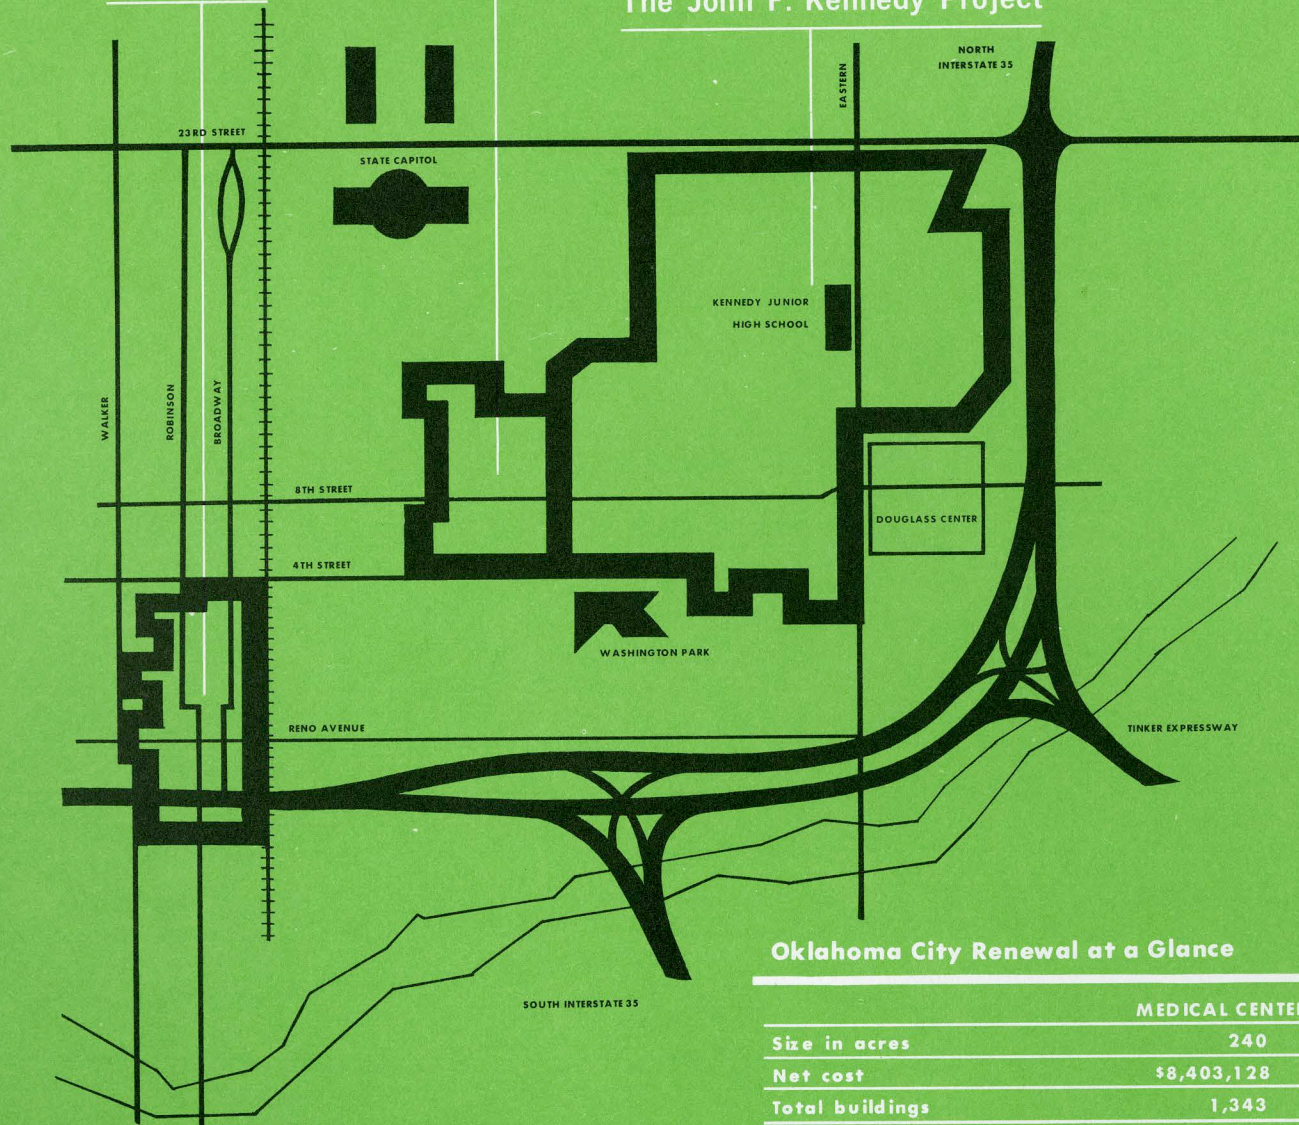 The John F. Kennedy Project
NORTH
INTERSTATE 35
EASTERN
23RD STREET
STATE CAPITOL
KENNEDY JUNIOR
HIGH SCHOOL
WALKER
ROBINSON
BROADWAY
8TH STREET
DOUGLASS CENTER
4TH STREET
WASHINGTON PARK
RENO AVENUE
TINKER EXPRESSWAY
SOUTH INTERSTATE 35
Oklahoma City Renewal at a Glance
MEDICAL CENTER
Size in acres 240
Net cost $8,403,128
Total buildings 1,343